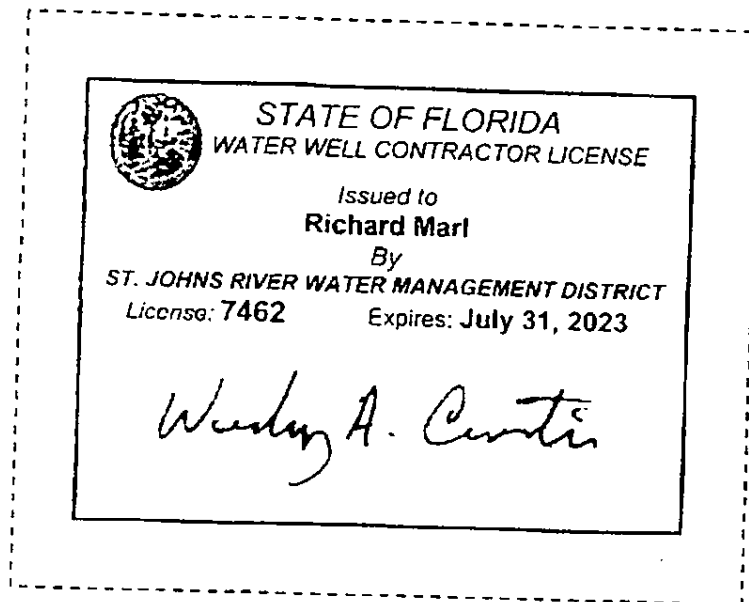 STATE OF FLORIDA
WATER WELL CONTRACTOR LICENSE
Issued to
Richard Marl
By
ST. JOHNS RIVER WATER MANAGEMENT DISTRICT
License: 7462 Expires: July 31, 2023
A.